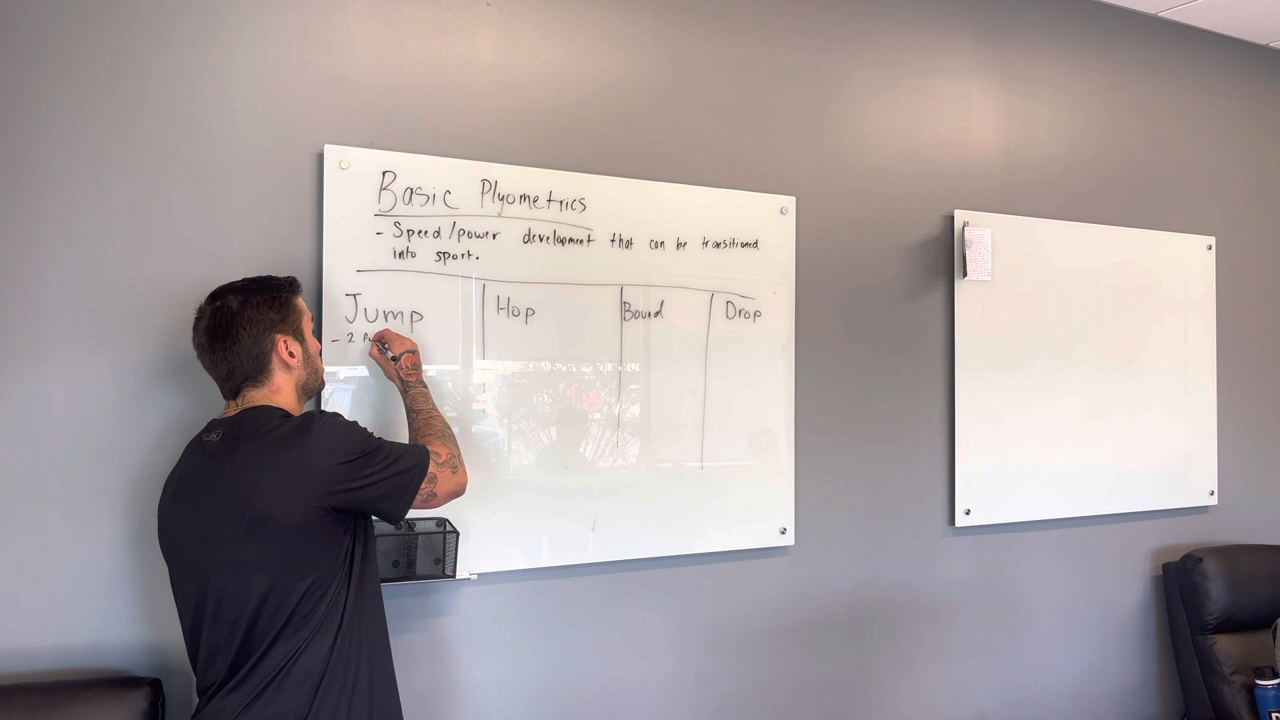 Basic Plyometrics
- Speed/power development that can be transitioned
into sport.
Jump Hop Bound Drop
- 2